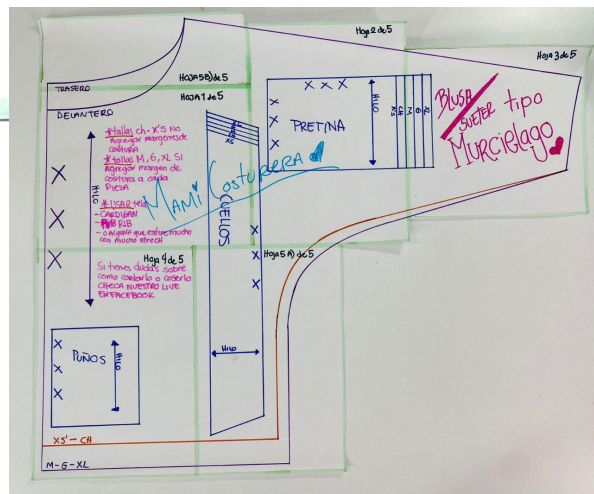 Hoja 2 de 5
Hoja 3 de 5
TRASERO
HOJA 5B) de 5
HOJA 1 de 5
DELANTERO
*tallas ch-X'S No
Agregar margenes de
costura
*tallas M, G, XL Si
Agregar margen de
costura a cada
Pieza
*USAR tela
- CARDIGAN
RIB
- O ALGUNA que estire mucho
con mucho strech
HILO
Si tienes dudas sobre
como cortarlo o coserlo
CHECA NUESTRO LIVE
EN FACEBOOK
Hoja 4 de 5
Hoja 5 A) de 5
X X X
X
X
X
PRETINA
HILO
XS
CH
M
G
XL
BLUSA
SUETER tipo
Murcielago
MAMi COSTURERA
CUELLOS
X
X
X
HILO
X
X
X
PUÑOS
X
X
X
HILO
XS' - CH
M - G - XL